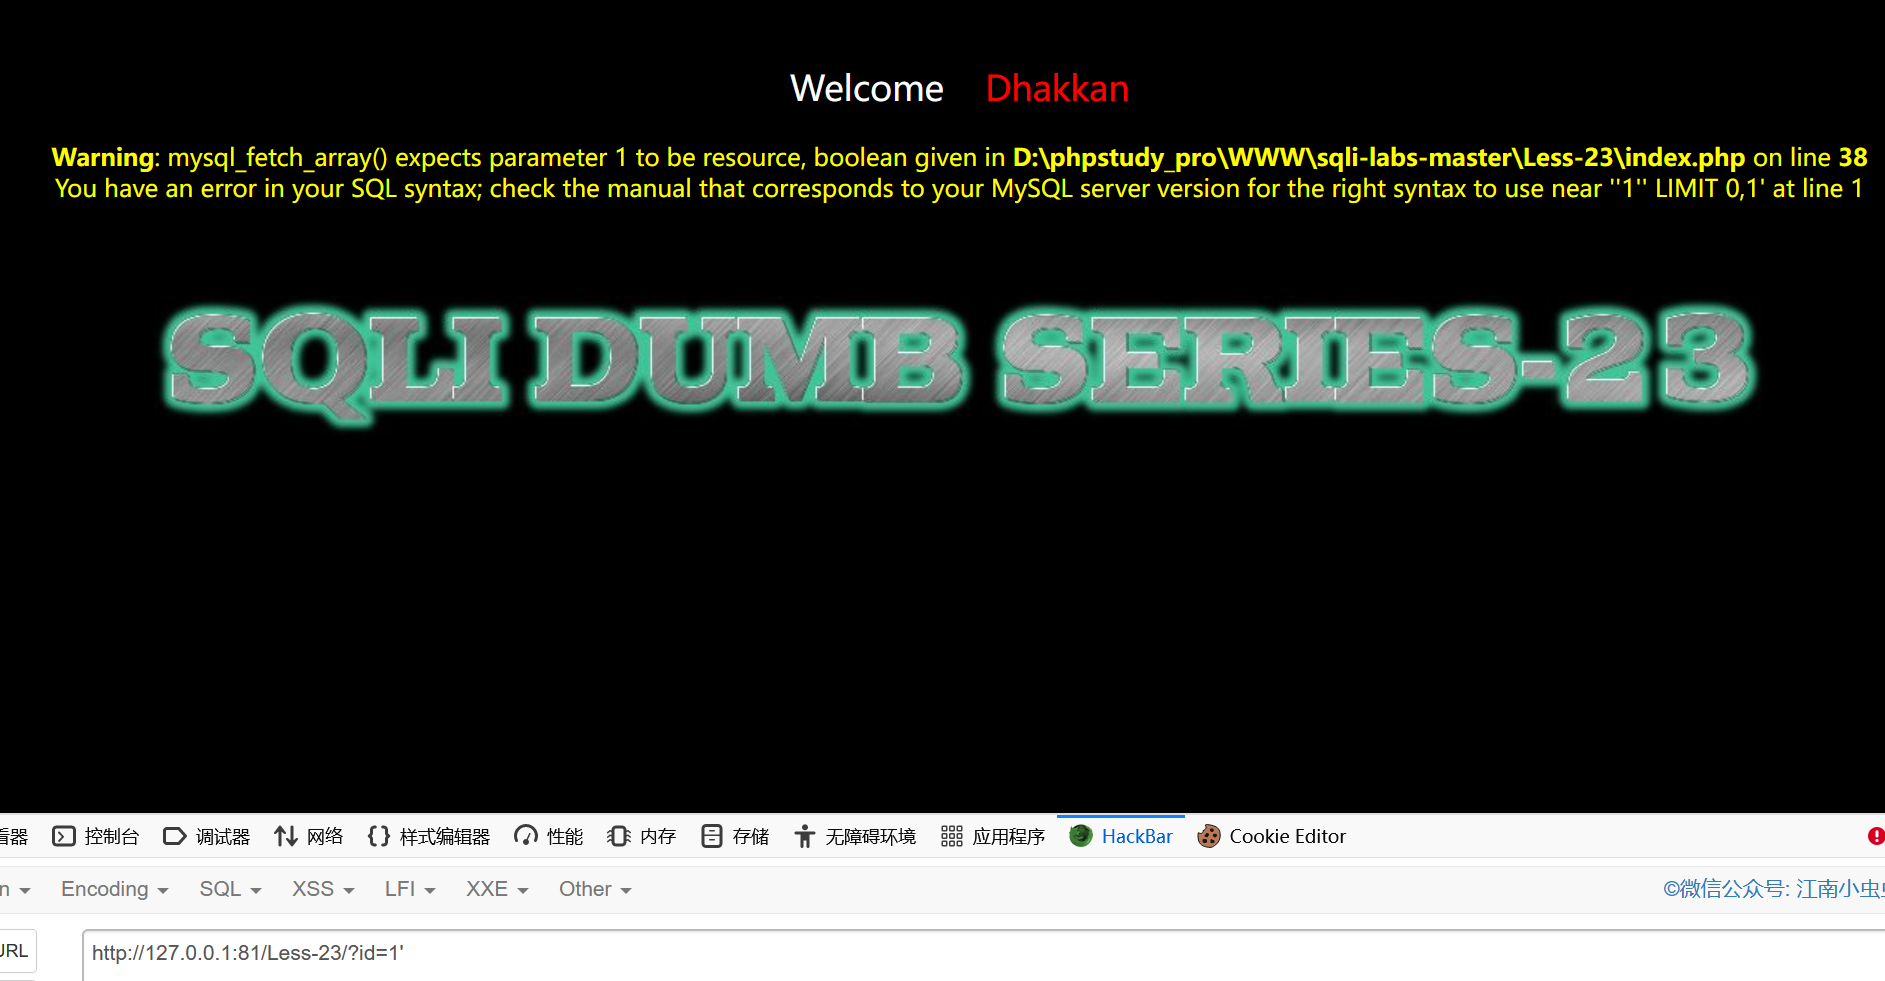 Welcome Dhakkan
Warning: mysql_fetch_array() expects parameter 1 to be resource, boolean given in D:\phpstudy_pro\WWW\sqli-labs-master\Less-23\index.php on line 38
You have an error in your SQL syntax; check the manual that corresponds to your MySQL server version for the right syntax to use near ''1'' LIMIT 0,1' at line 1
SQLI DUMB SERIES-23
看器 控制台 调试器 网络 {} 样式编辑器 性能 内存 存储 无障碍环境 应用程序 HackBar Cookie Editor
n Encoding SQL XSS LFI XXE Other ©微信公众号: 江南小虫
URL http://127.0.0.1:81/Less-23/?id=1'